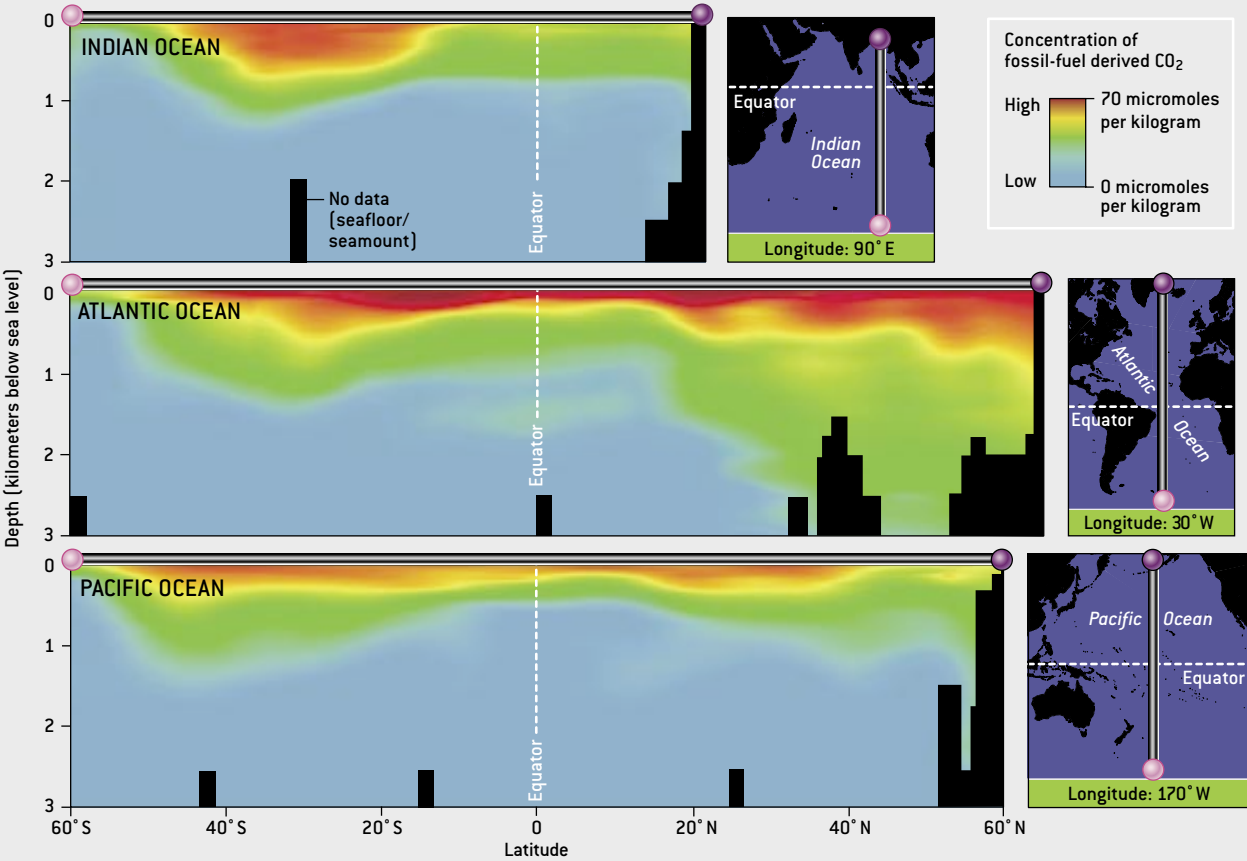 0
INDIAN OCEAN
1
2
3
No data
(seafloor/
seamount)
Equator
Equator
Indian
Ocean
Longitude: 90°E
Concentration of
fossil-fuel derived CO₂
High
70 micromoles
per kilogram
Low
0 micromoles
per kilogram
Depth (kilometers below sea level)
0
ATLANTIC OCEAN
1
2
3
Equator
Atlantic
Equator
Ocean
Longitude: 30°W
0
PACIFIC OCEAN
1
2
3
Equator
Pacific Ocean
Equator
Longitude: 170°W
60°S 40°S 20°S 0 20°N 40°N 60°N
Latitude